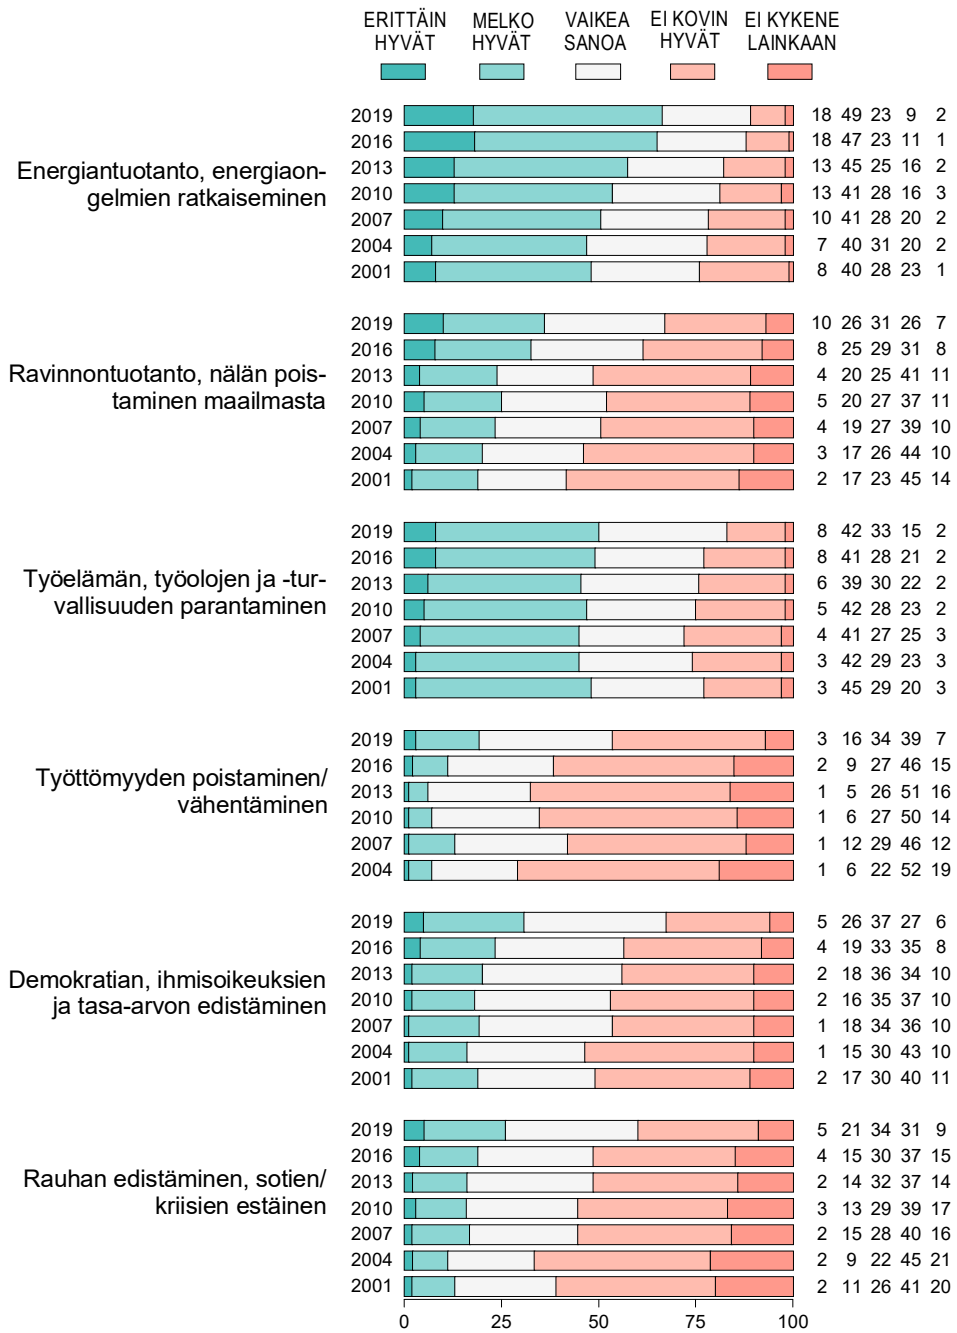 ERITTÄIN MELKO VAIKEA EI KOVIN EI KYKENE
HYVÄT HYVÄT SANOA HYVÄT LAINKAAN
Energiantuotanto, energiaon-
gelmien ratkaiseminen
2019 18 49 23 9 2
2016 18 47 23 11 1
2013 13 45 25 16 2
2010 13 41 28 16 3
2007 10 41 28 20 2
2004 7 40 31 20 2
2001 8 40 28 23 1
Ravinnontuotanto, nälän pois-
taminen maailmasta
2019 10 26 31 26 7
2016 8 25 29 31 8
2013 4 20 25 41 11
2010 5 20 27 37 11
2007 4 19 27 39 10
2004 3 17 26 44 10
2001 2 17 23 45 14
Työelämän, työolojen ja -tur-
vallisuuden parantaminen
2019 8 42 33 15 2
2016 8 41 28 21 2
2013 6 39 30 22 2
2010 5 42 28 23 2
2007 4 41 27 25 3
2004 3 42 29 23 3
2001 3 45 29 20 3
Työttömyyden poistaminen/
vähentäminen
2019 3 16 34 39 7
2016 2 9 27 46 15
2013 1 5 26 51 16
2010 1 6 27 50 14
2007 1 12 29 46 12
2004 1 6 22 52 19
Demokratian, ihmisoikeuksien
ja tasa-arvon edistäminen
2019 5 26 37 27 6
2016 4 19 33 35 8
2013 2 18 36 34 10
2010 2 16 35 37 10
2007 1 18 34 36 10
2004 1 15 30 43 10
2001 2 17 30 40 11
Rauhan edistäminen, sotien/
kriisien estäinen
2019 5 21 34 31 9
2016 4 15 30 37 15
2013 2 14 32 37 14
2010 3 13 29 39 17
2007 2 15 28 40 16
2004 2 9 22 45 21
2001 2 11 26 41 20
0 25 50 75 100